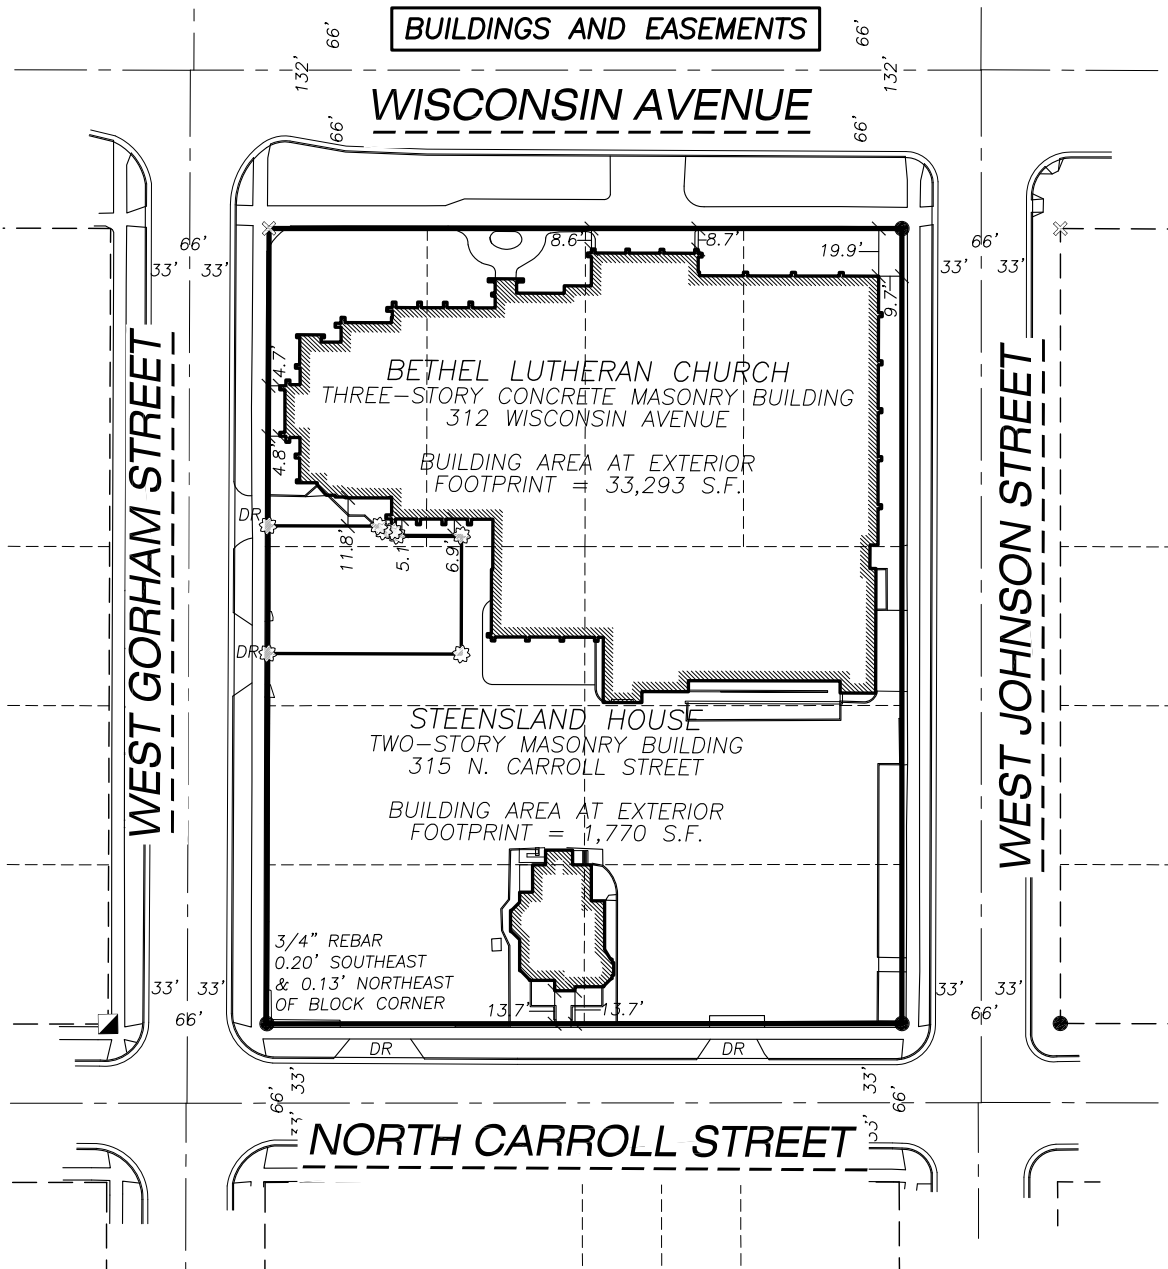 BUILDINGS AND EASEMENTS
66'
66'
132'
132'
WISCONSIN AVENUE
66'
66'
8.6'
8.7'
19.9'
9.7'
66'
33' 33'
66'
33' 33'
WEST GORHAM STREET
WEST JOHNSON STREET
4.7'
4.8'
BETHEL LUTHERAN CHURCH
THREE-STORY CONCRETE MASONRY BUILDING
312 WISCONSIN AVENUE
BUILDING AREA AT EXTERIOR
FOOTPRINT = 33,293 S.F.
DR
11.8'
5.1'
6.9'
DR
STEENSLAND HOUSE
TWO-STORY MASONRY BUILDING
315 N. CARROLL STREET
BUILDING AREA AT EXTERIOR
FOOTPRINT = 1,770 S.F.
3/4" REBAR
0.20' SOUTHEAST
& 0.13' NORTHEAST
OF BLOCK CORNER
13.7'
13.7'
33' 33'
66'
33' 33'
66'
DR
DR
33'
66'
33'
66'
NORTH CARROLL STREET